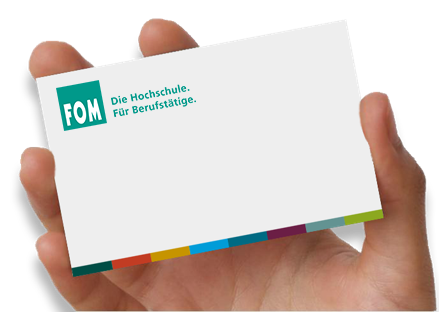 FOM
Die Hochschule.
Für Berufstätige.